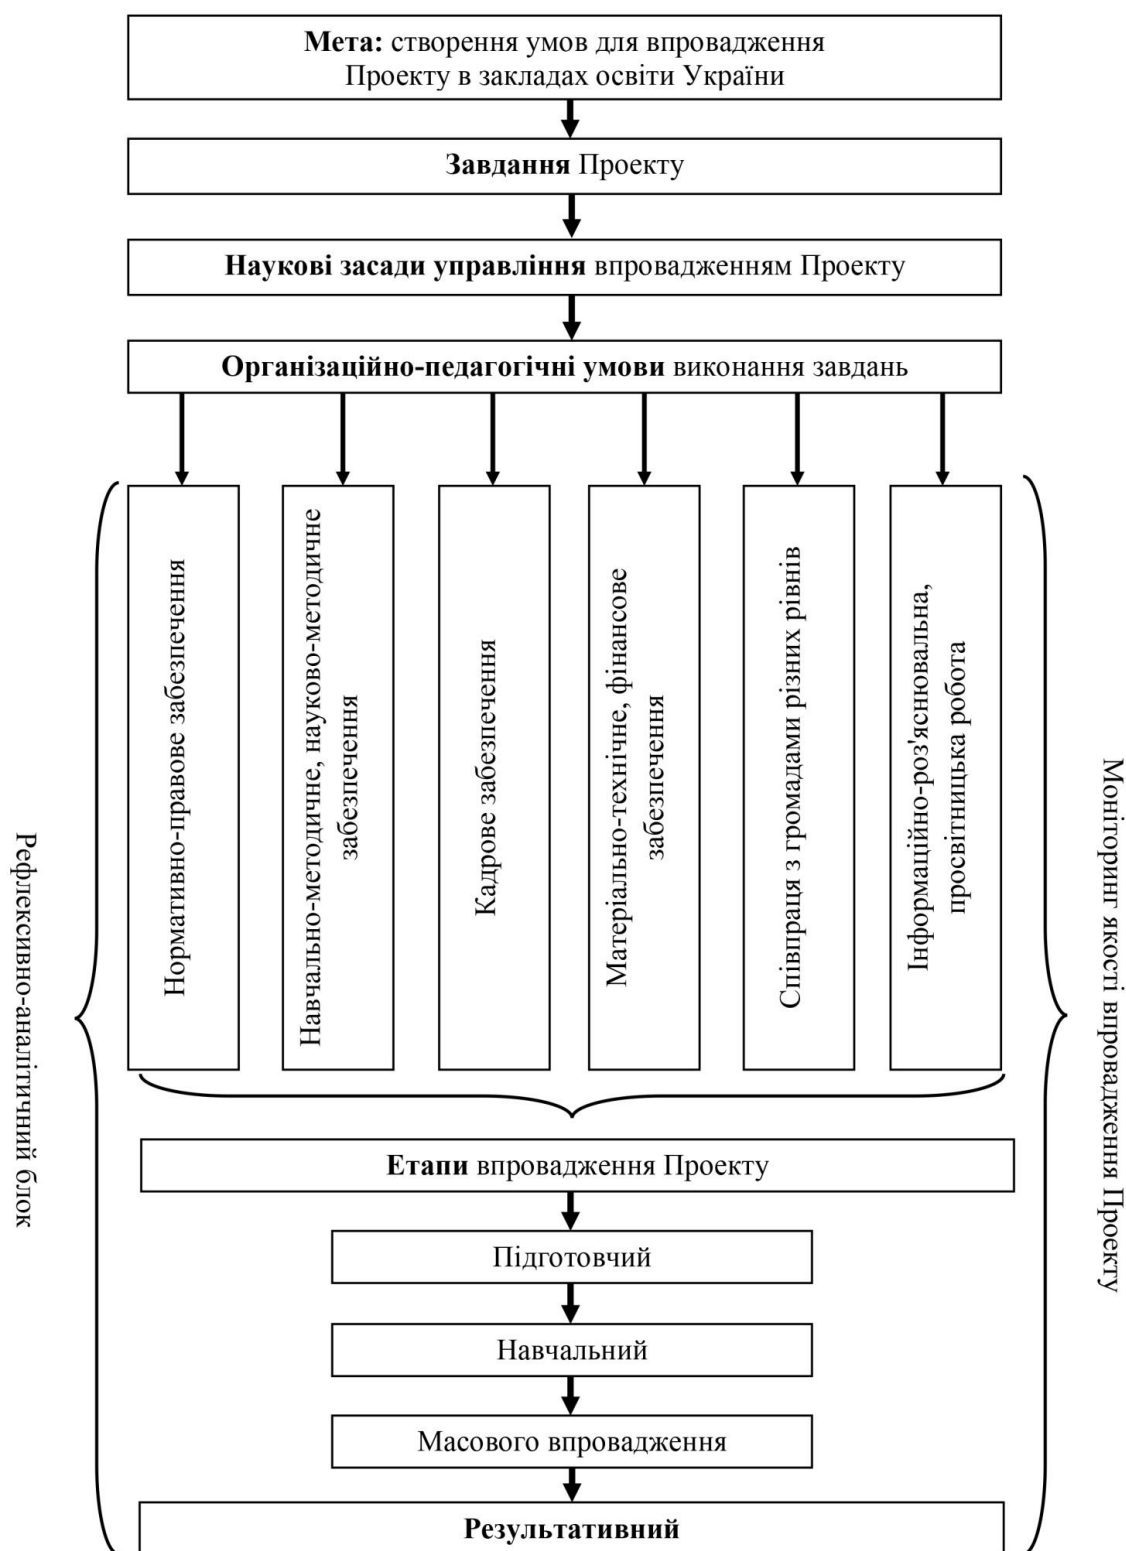 Мета: створення умов для впровадження
Проекту в закладах освіти України
Завдання Проекту
Наукові засади управління впровадженням Проекту
Організаційно-педагогічні умови виконання завдань
Рефлексивно-аналітичний блок
Нормативно-правове забезпечення
Навчально-методичне, науково-методичне
забезпечення
Кадрове забезпечення
Матеріально-технічне, фінансове
забезпечення
Співпраця з громадами різних рівнів
Інформаційно-роз'яснювальна,
просвітницька робота
Моніторинг якості впровадження Проекту
Етапи впровадження Проекту
Підготовчий
Навчальний
Масового впровадження
Результативний